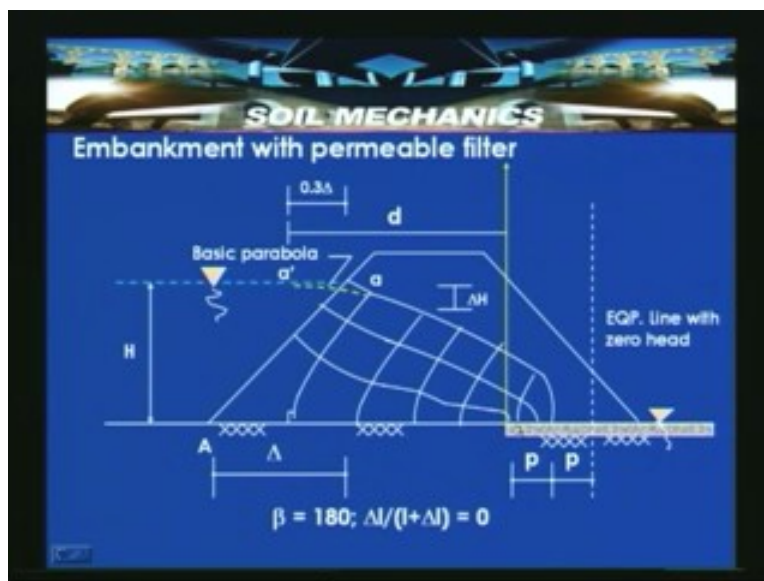 SOIL MECHANICS
Embankment with permeable filter
0.3Δ
d
Basic parabola
a'
a
ΔH
H
EQP. Line with
zero head
A
Δ
p
p
β = 180; Δl/(l+Δl) = 0